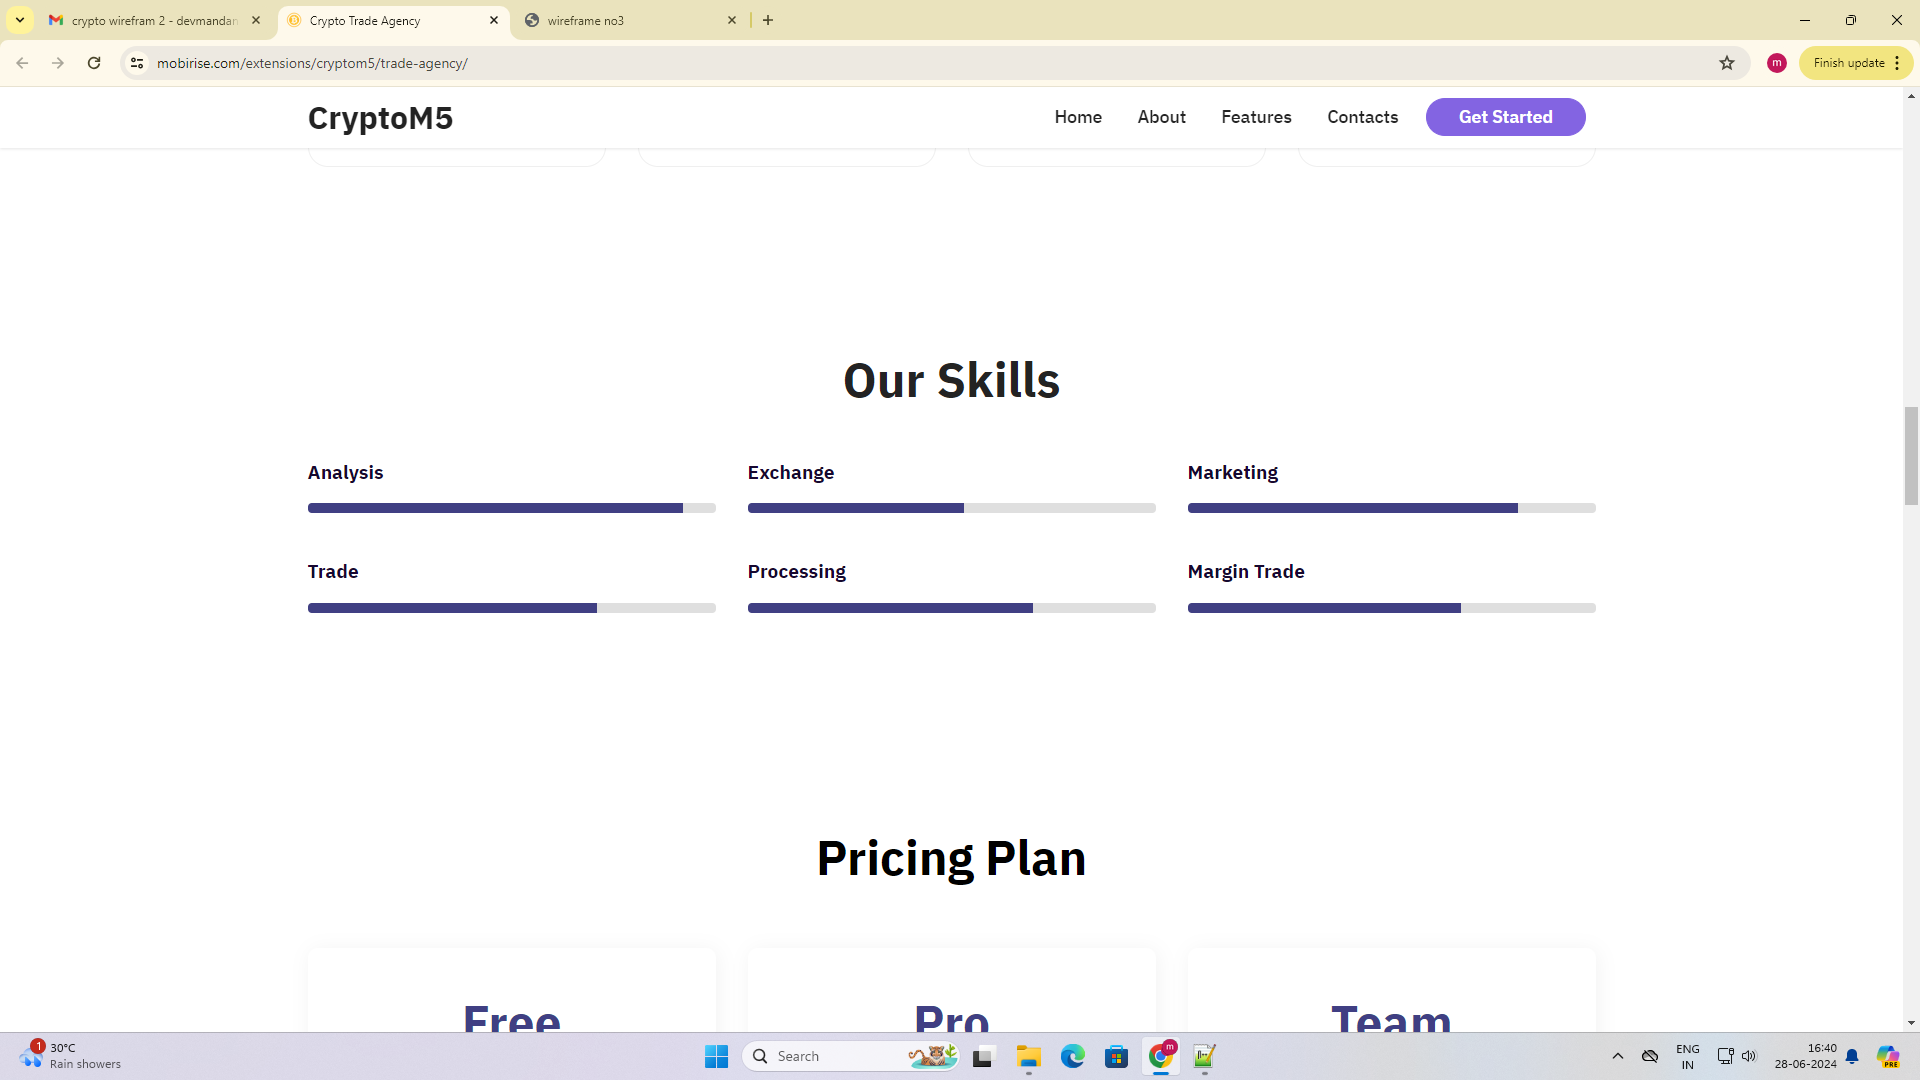 crypto wirefram 2 - devmandan
Crypto Trade Agency
wireframe no3
mobirise.com/extensions/cryptom5/trade-agency/
m
Finish update
CryptoM5
Home
About
Features
Contacts
Get Started
Our Skills
Analysis
Exchange
Marketing
Trade
Processing
Margin Trade
Pricing Plan
Free
Pro
Team
1
30°C
Rain showers
Search
m
ENG
IN
16:40
28-06-2024
PRE